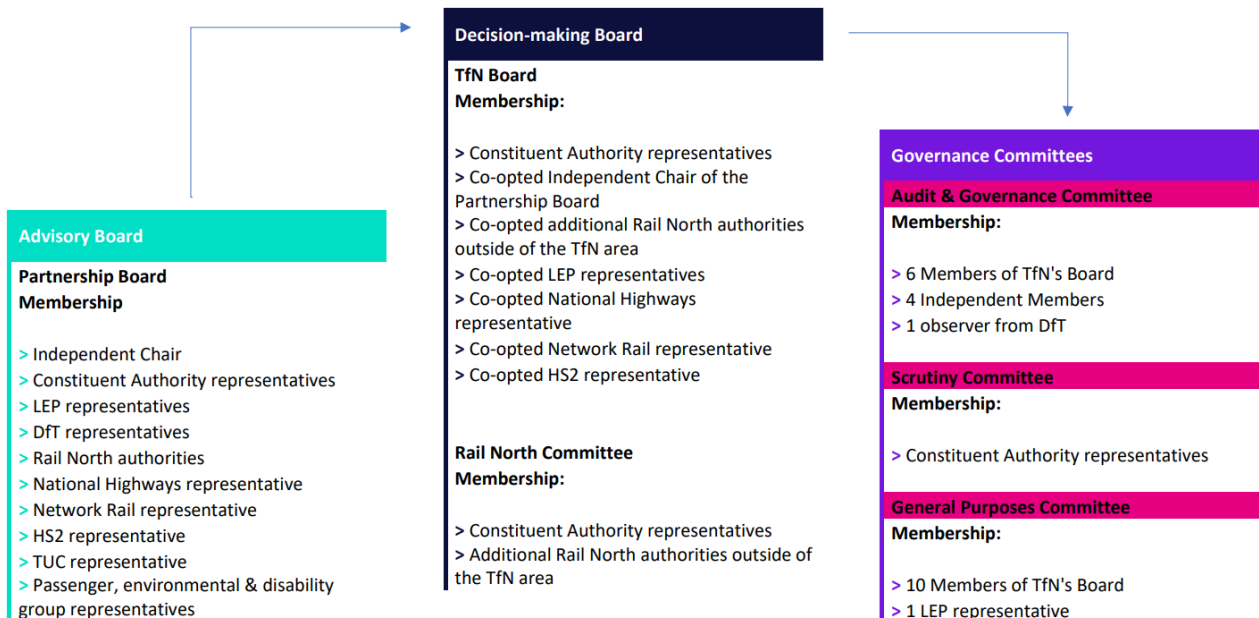 Advisory Board
Partnership Board
Membership
> Independent Chair
> Constituent Authority representatives
> LEP representatives
> DfT representatives
> Rail North authorities
> National Highways representative
> Network Rail representative
> HS2 representative
> TUC representative
> Passenger, environmental & disability
group representatives
Decision-making Board
TfN Board
Membership:
> Constituent Authority representatives
> Co-opted Independent Chair of the
Partnership Board
> Co-opted additional Rail North authorities
outside of the TfN area
> Co-opted LEP representatives
> Co-opted National Highways
representative
> Co-opted Network Rail representative
> Co-opted HS2 representative
Rail North Committee
Membership:
> Constituent Authority representatives
> Additional Rail North authorities outside of
the TfN area
Governance Committees
Audit & Governance Committee
Membership:
> 6 Members of TfN's Board
> 4 Independent Members
> 1 observer from DfT
Scrutiny Committee
Membership:
> Constituent Authority representatives
General Purposes Committee
Membership:
> 10 Members of TfN's Board
> 1 LEP representative